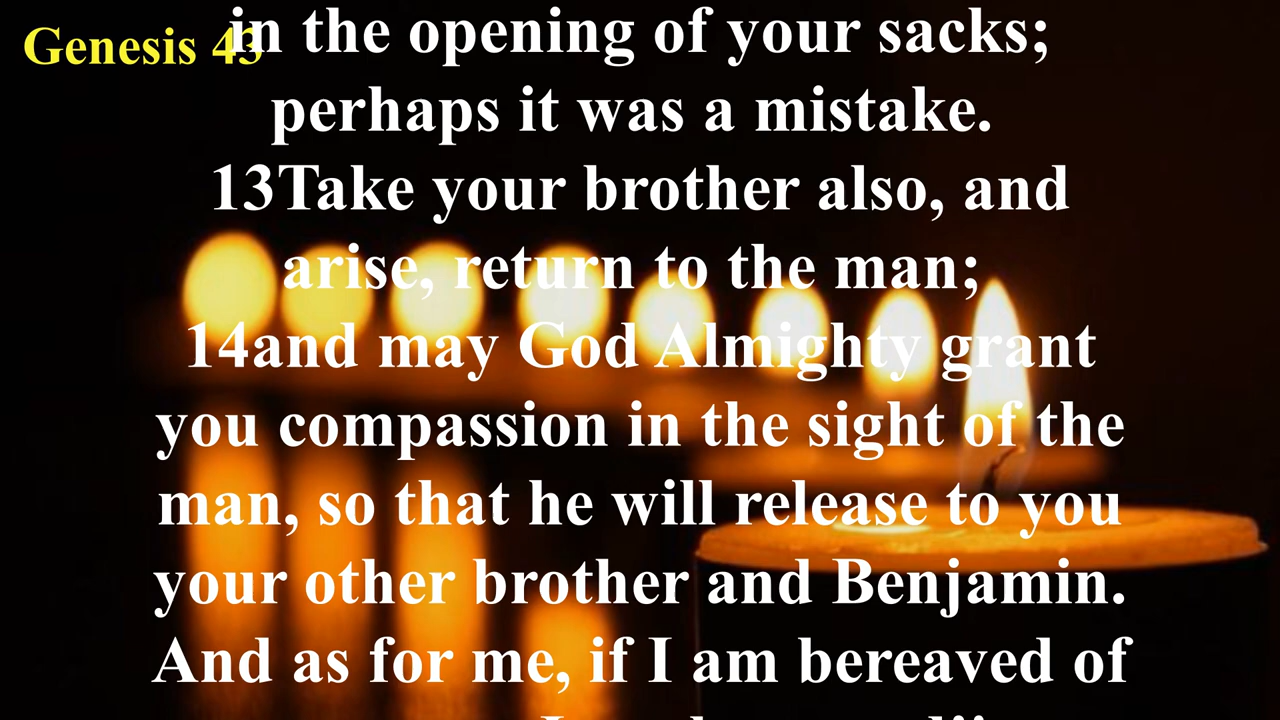 Genesis 43
in the opening of your sacks;
perhaps it was a mistake.
13Take your brother also, and
arise, return to the man;
14and may God Almighty grant
you compassion in the sight of the
man, so that he will release to you
your other brother and Benjamin.
And as for me, if I am bereaved of